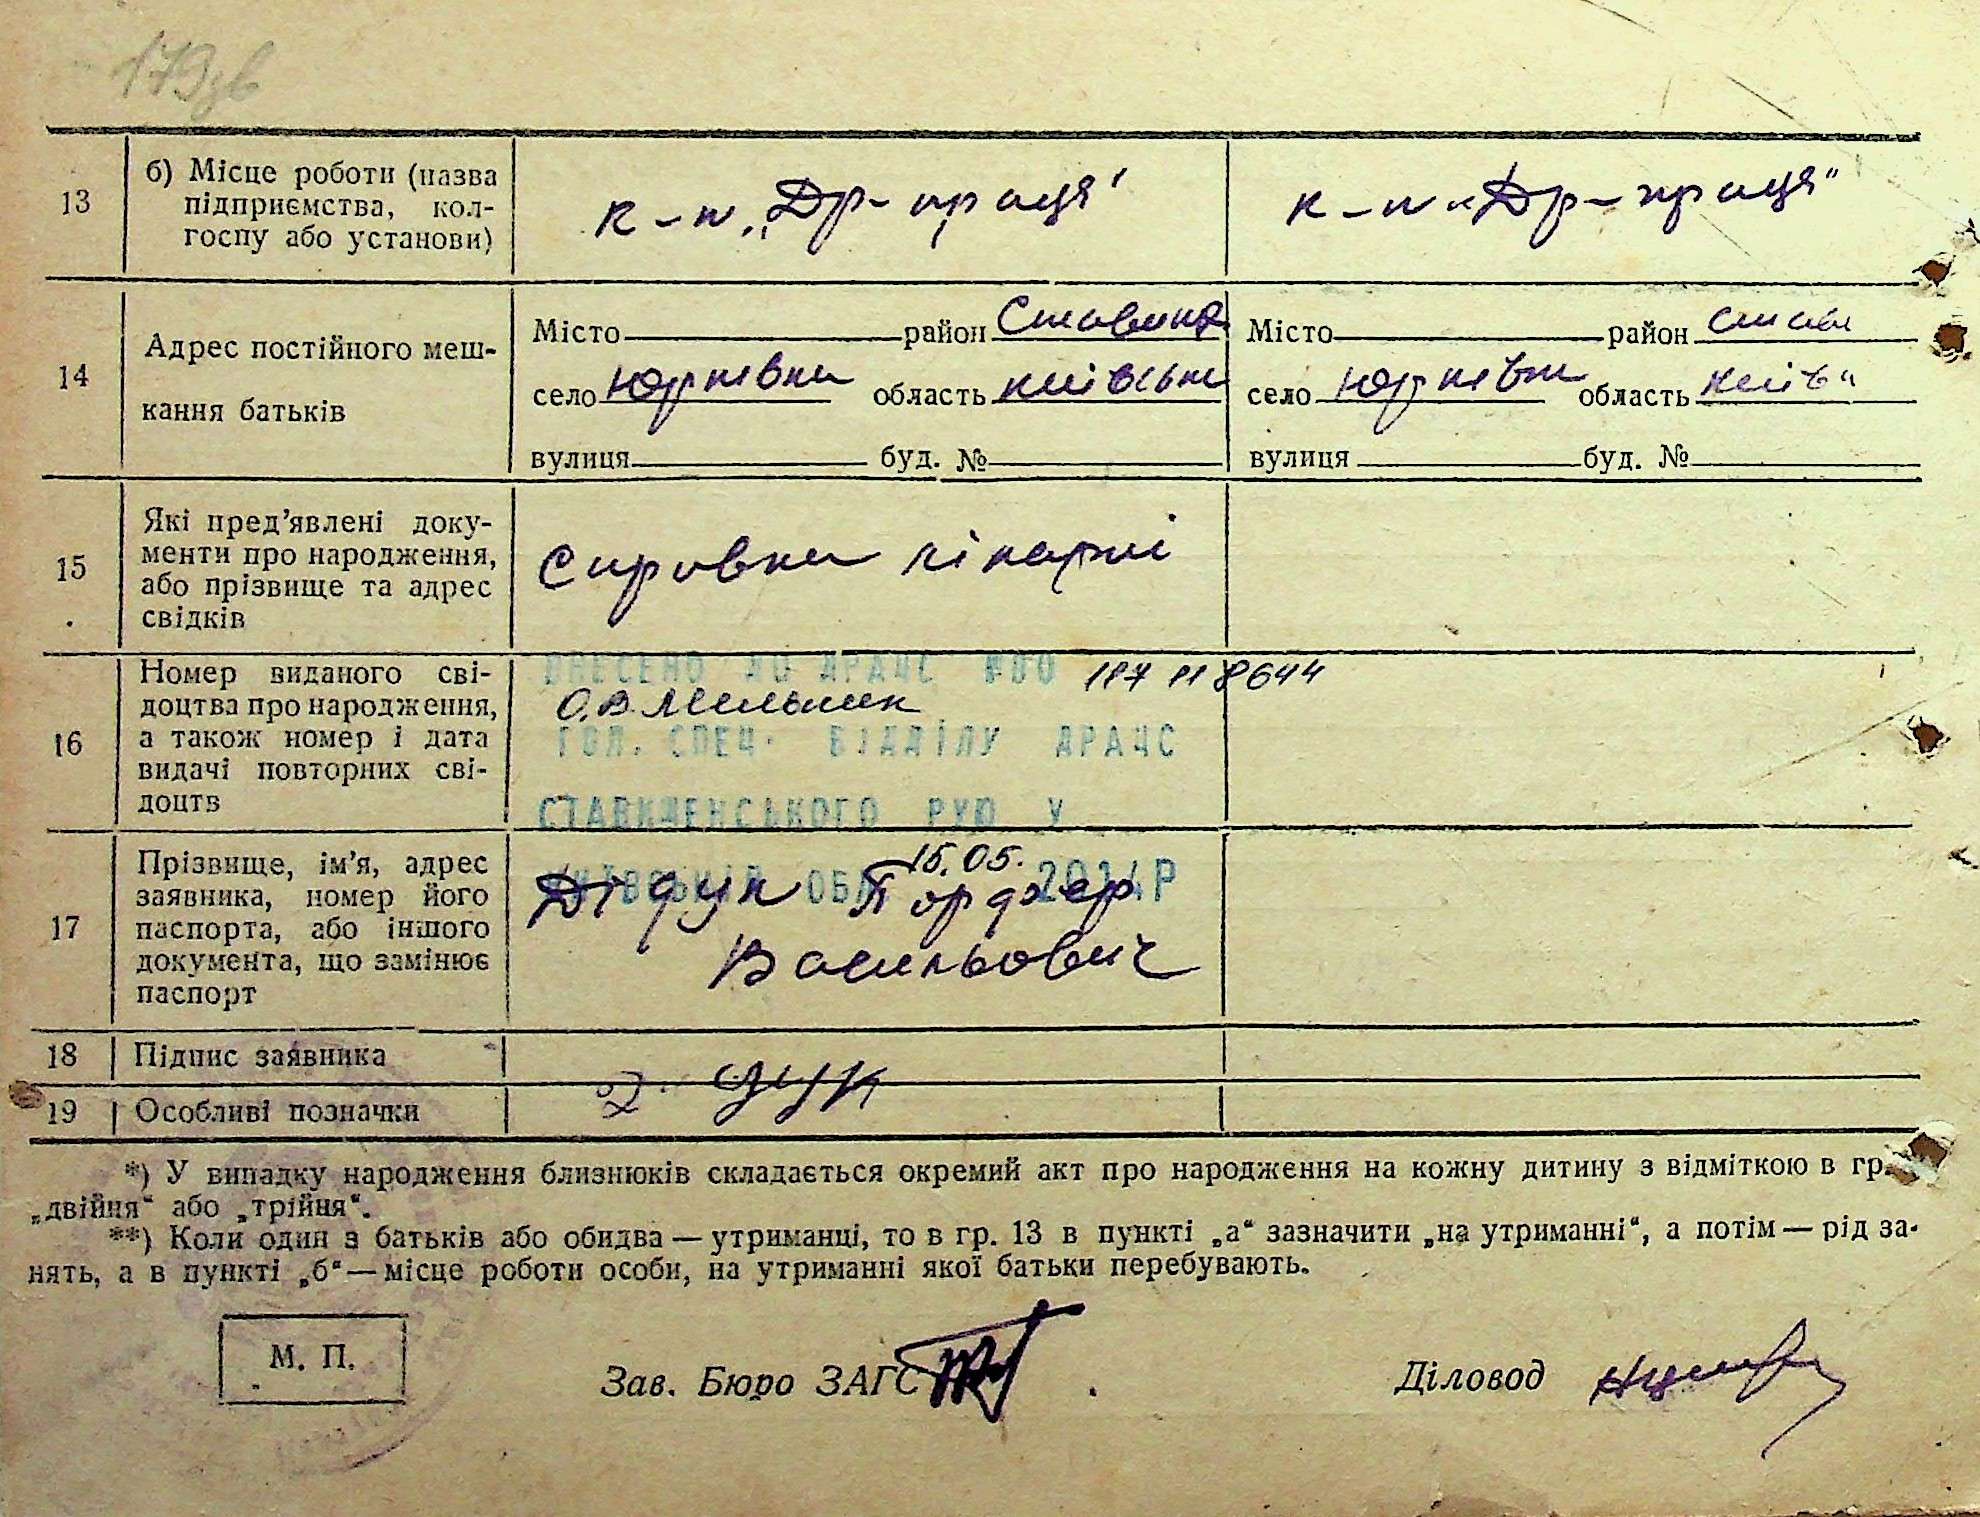 179зв
13
б) Місце роботи (назва
підприємства, кол-
госпу або установи)
к-п „Др-праця"
к-п „Др-праця"
14
Адрес постійного меш-
кання батьків
Місто район Ставищ
село Юрківка область київськ
вулиця буд. №
Місто район став
село Юрківк область київ"
вулиця буд. №
15
Які пред’явлені доку-
менти про народження,
або прізвище та адрес
свідків
Справка лікарні
16
Номер виданого сві-
доцтва про народження,
а також номер і дата
видачі повторних сві-
доцтв
ВНЕСЕНО ДО ДРАЦС 8644
О.В. Мельник
ГОЛ. СПЕЦ. ВІДДІЛУ ДРАЦС
СТАВИЩЕНСЬКОГО РУЮ У
КИЇВСЬКІЙ ОБЛ 15.05. 2014Р
17
Прізвище, ім’я, адрес
заявника, номер його
паспорта, або іншого
документа, що замінює
паспорт
Дідук
Васильович
18
Підпис заявника
19
Особливі позначки
*) У випадку народження близнюків складається окремий акт про народження на кожну дитину з відміткою в гр.
„двійня“ або „трійня“.
**) Коли один з батьків або обидва — утриманці, то в гр. 13 в пункті „а“ зазначити „на утриманні“, а потім — рід за-
нять, а в пункті „б“ — місце роботи особи, на утриманні якої батьки перебувають.
М. П.
Зав. Бюро ЗАГС
Діловод